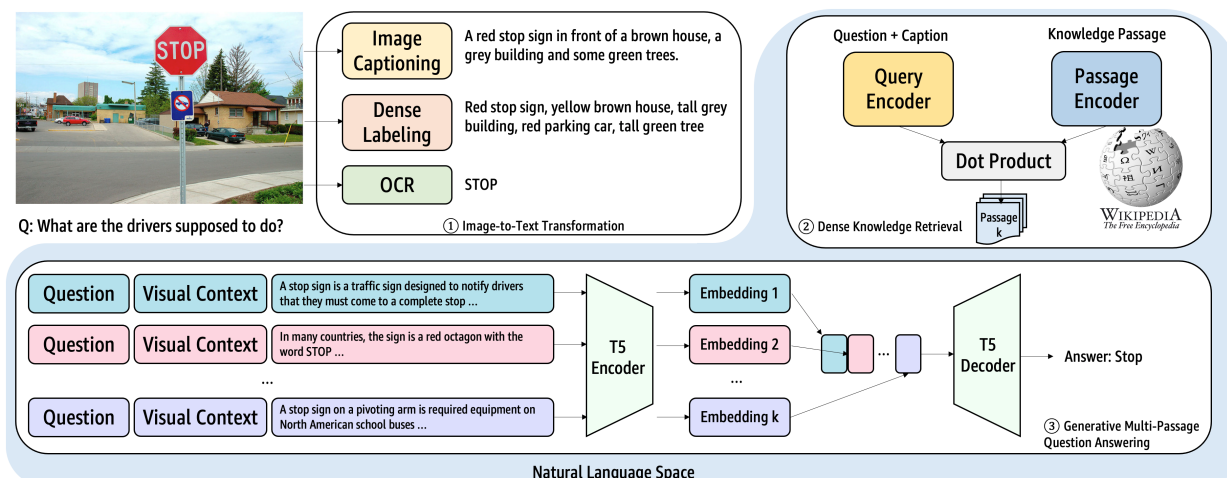 STOP
Q: What are the drivers supposed to do?
Image
Captioning
A red stop sign in front of a brown house, a
grey building and some green trees.
Dense
Labeling
Red stop sign, yellow brown house, tall grey
building, red parking car, tall green tree
OCR
STOP
① Image-to-Text Transformation
Question + Caption
Knowledge Passage
Query
Encoder
Passage
Encoder
Dot Product
Passage
k
WIKIPEDIA
The Free Encyclopedia
② Dense Knowledge Retrieval
Question
Visual Context
A stop sign is a traffic sign designed to notify drivers
that they must come to a complete stop ...
Question
Visual Context
In many countries, the sign is a red octagon with the
word STOP ...
...
Question
Visual Context
A stop sign on a pivoting arm is required equipment on
North American school buses ...
T5
Encoder
Embedding 1
Embedding 2
...
Embedding k
...
T5
Decoder
Answer: Stop
③ Generative Multi-Passage
Question Answering
Natural Language Space